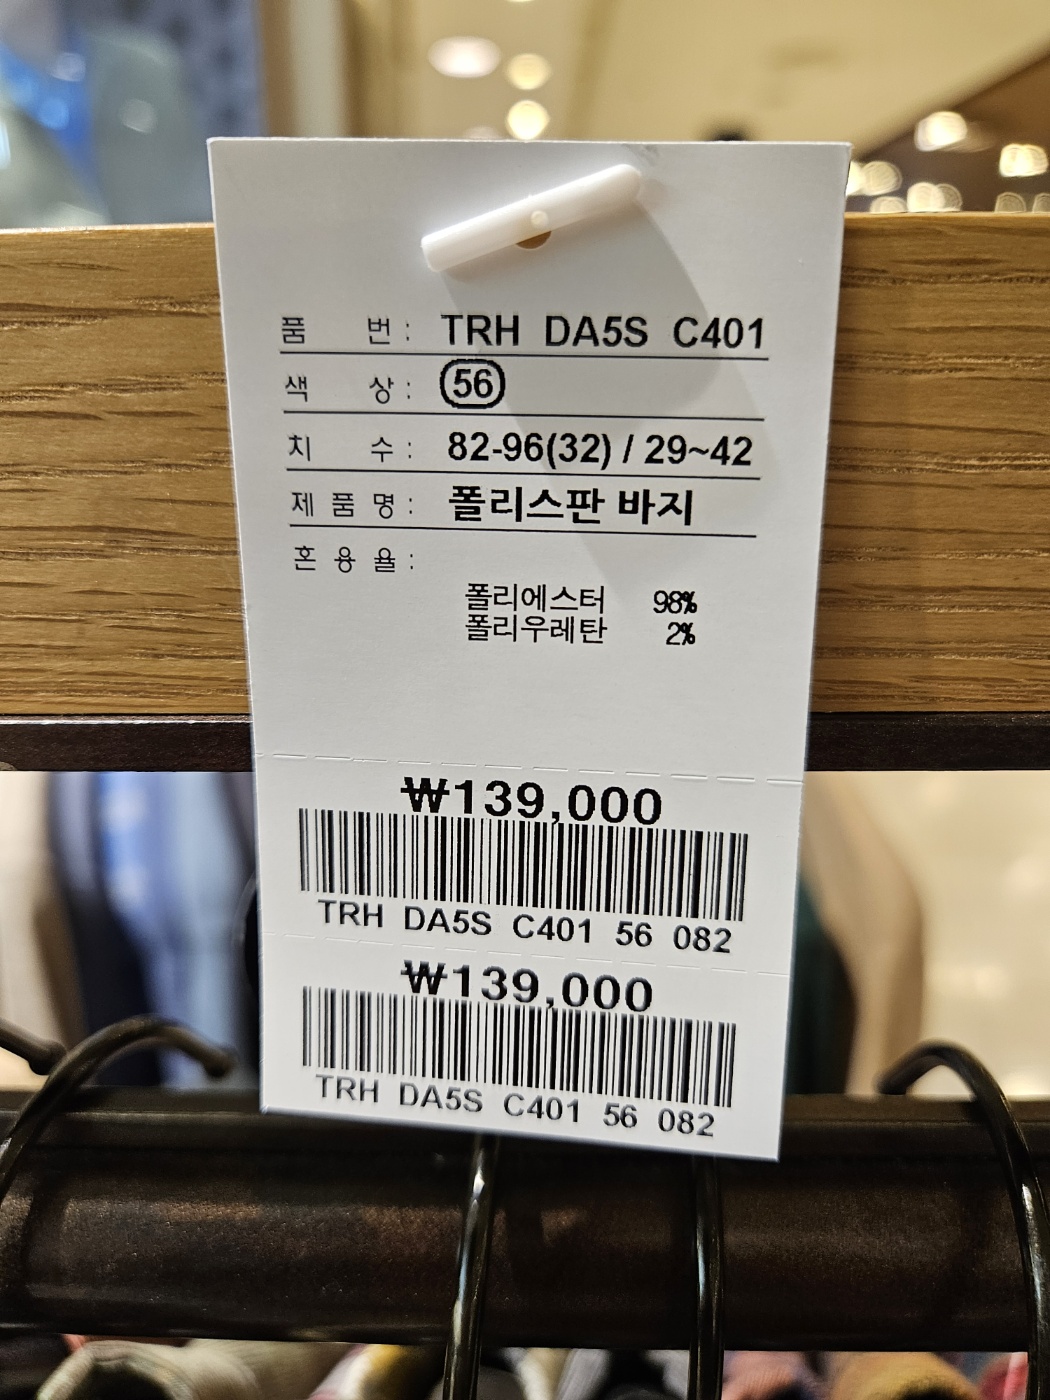 품 번 : TRH DA5S C401
색 상 : 56
치 수 : 82-96(32) / 29~42
제 품 명 : 폴리스판 바지
혼 용 율 :
폴리에스터 98%
폴리우레탄 2%
₩139,000
TRH DA5S C401 56 082
₩139,000
TRH DA5S C401 56 082